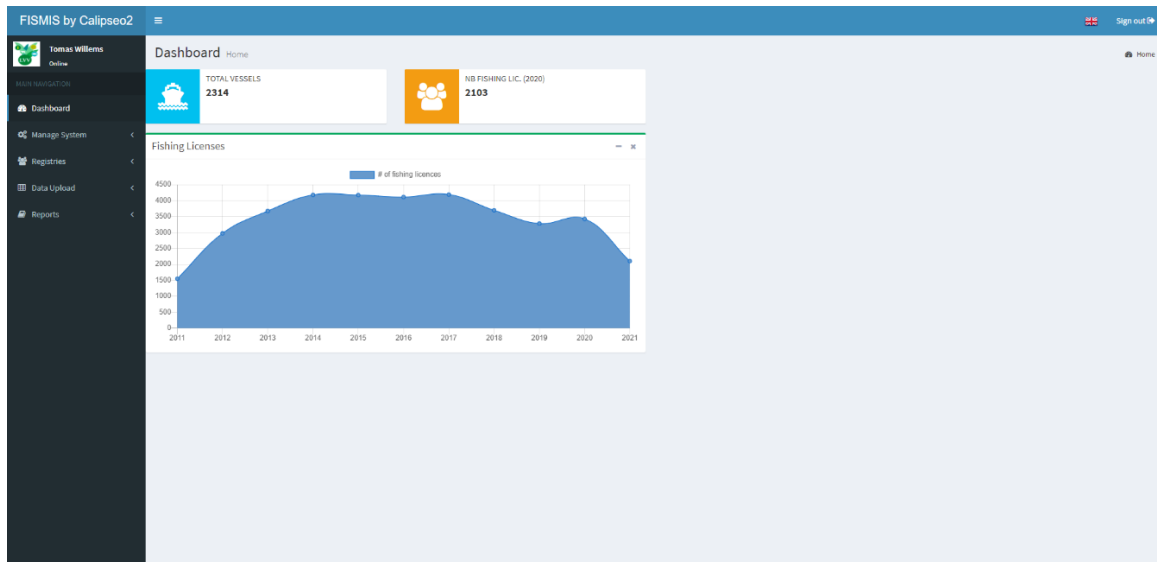 FISMIS by Calipseo2
Sign out
Tomas Willems
Online
LVV
MAIN NAVIGATION
Dashboard
Manage System
Registries
Data Upload
Reports
Dashboard Home
Home
TOTAL VESSELS
2314
NB FISHING LIC. (2020)
2103
Fishing Licenses
# of fishing licences
4500
4000
3500
3000
2500
2000
1500
1000
500
0
2011 2012 2013 2014 2015 2016 2017 2018 2019 2020 2021